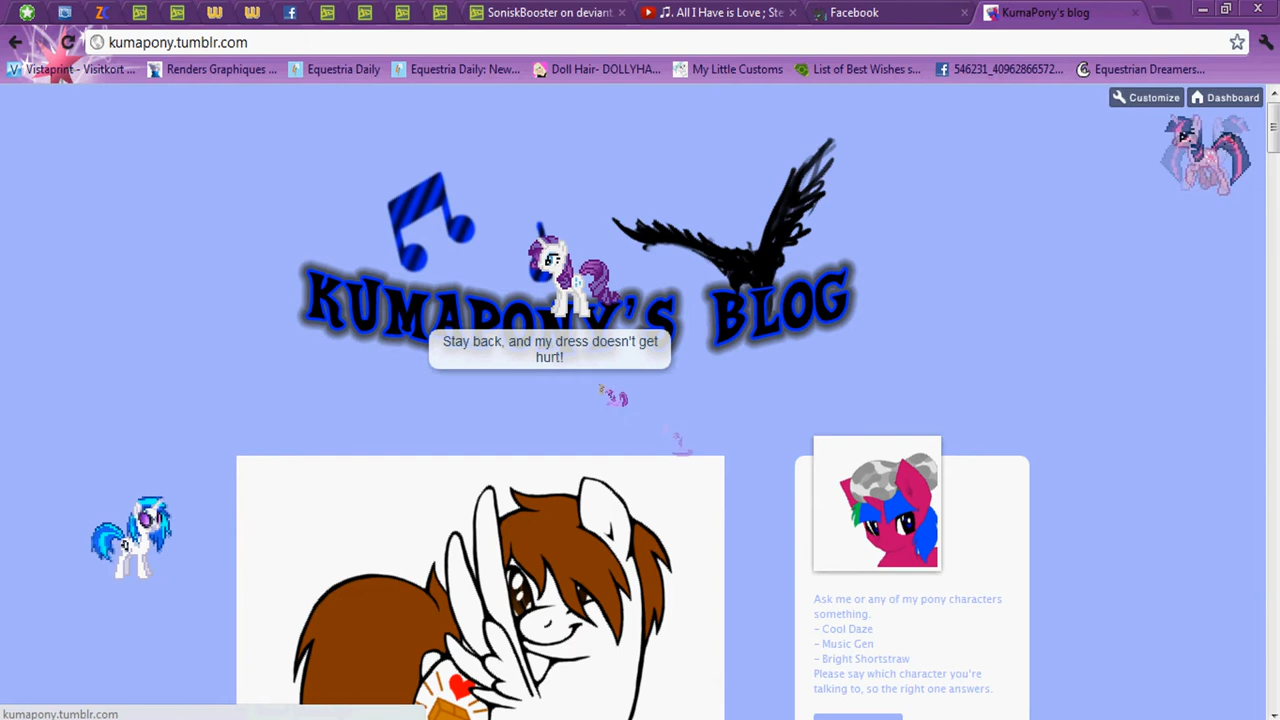 SoniskBooster on deviant
♫. All I Have is Love ; Ste
Facebook
KumaPony's blog
kumapony.tumblr.com
Vistaprint - Visitkort ...
Renders Graphiques ...
Equestria Daily
Equestria Daily: New...
Doll Hair- DOLLYHA...
My Little Customs
List of Best Wishes s...
546231_40962866572...
Equestrian Dreamers...
Customize
Dashboard
KUMAPONY'S BLOG
Stay back, and my dress doesn't get
hurt!
Ask me or any of my pony characters
something.
- Cool Daze
- Music Gen
- Bright Shortstraw
Please say which character you're
talking to, so the right one answers.
kumapony.tumblr.com